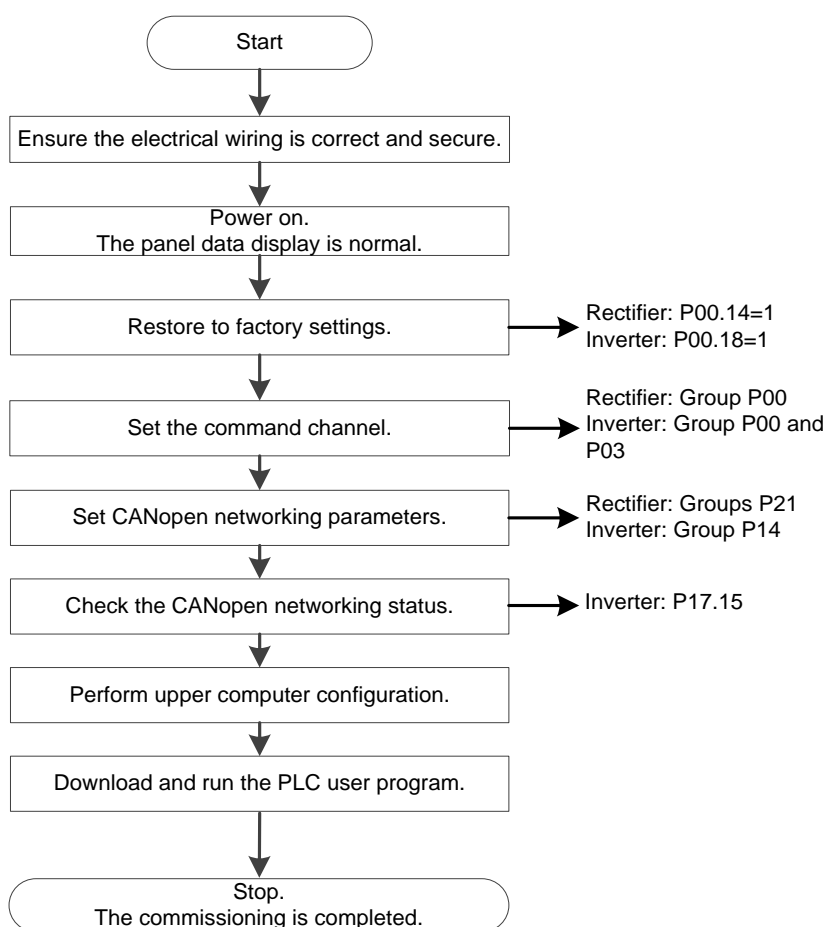 Start
Ensure the electrical wiring is correct and secure.
Power on.
The panel data display is normal.
Restore to factory settings.
Rectifier: P00.14=1
Inverter: P00.18=1
Set the command channel.
Rectifier: Group P00
Inverter: Group P00 and
P03
Set CANopen networking parameters.
Rectifier: Groups P21
Inverter: Group P14
Check the CANopen networking status.
Inverter: P17.15
Perform upper computer configuration.
Download and run the PLC user program.
Stop.
The commissioning is completed.